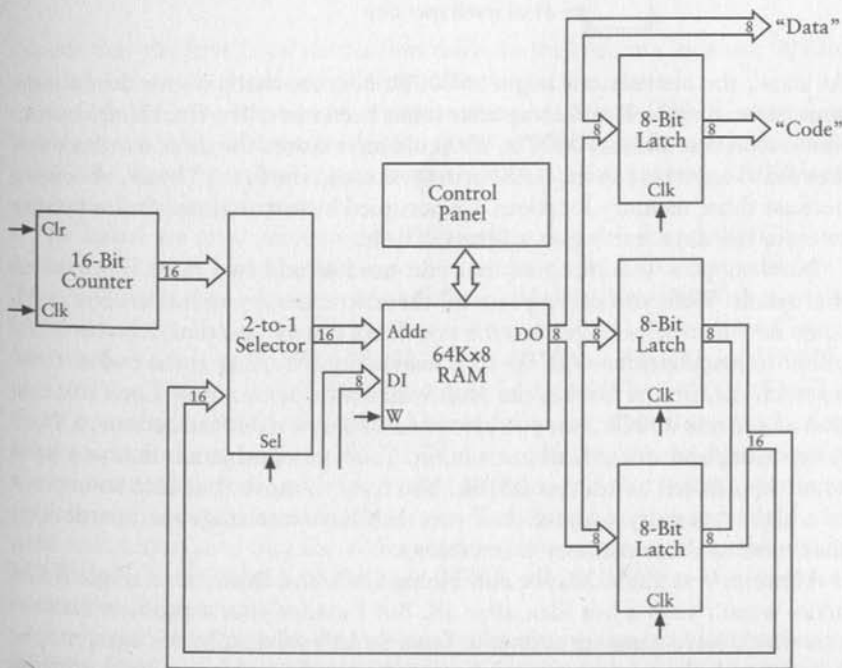 8
"Data"
8
8-Bit
Latch
8
"Code"
Clk
Control
Panel
Clr
16-Bit
Counter
16
Clk
2-to-1
Selector
16
Addr
DO
8
64Kx8
RAM
8
DI
W
16
Sel
8
8-Bit
Latch
8
Clk
16
8
8-Bit
Latch
8
Clk